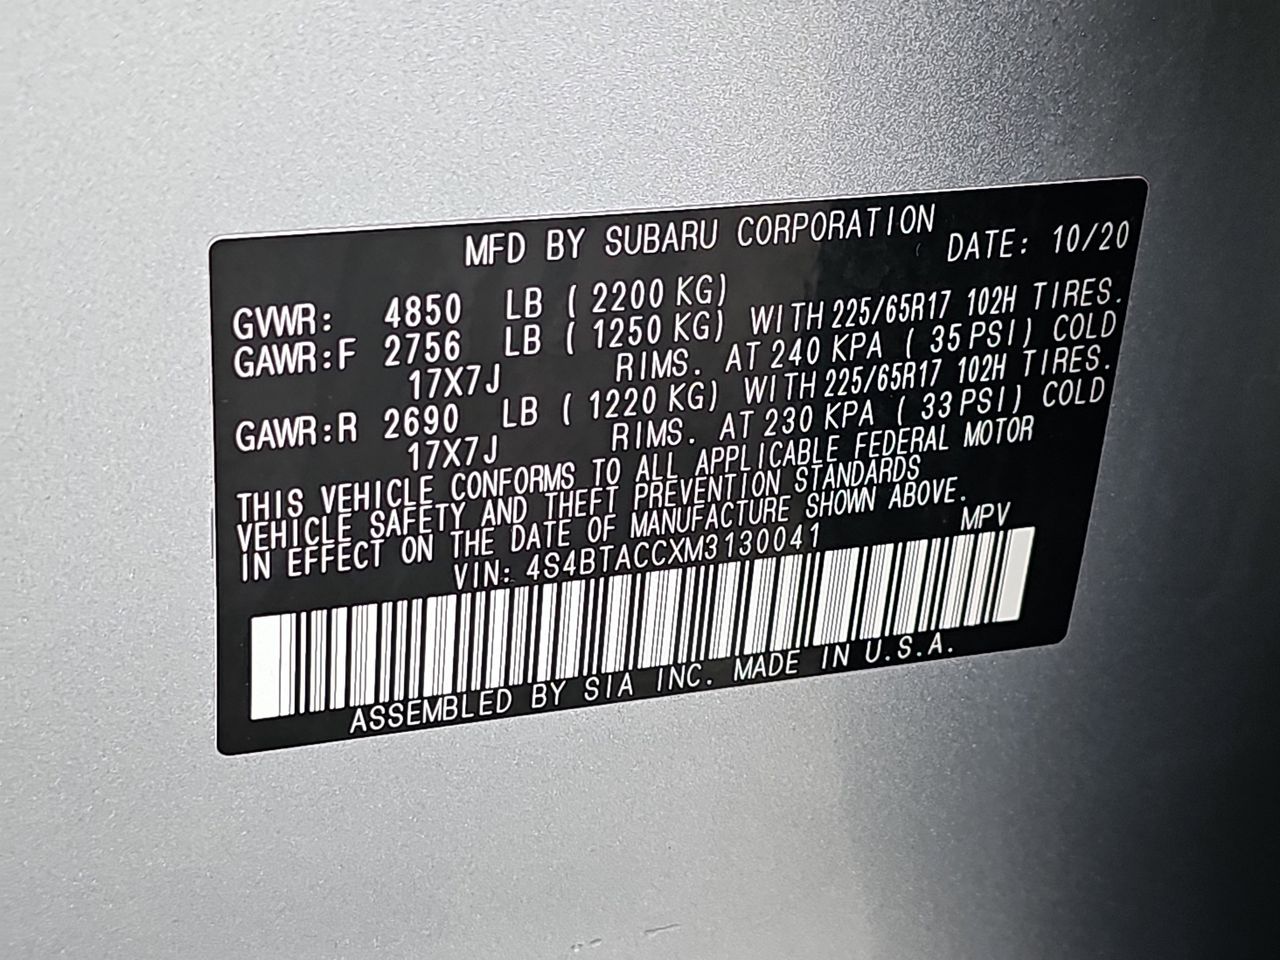 MFD BY SUBARU CORPORATION DATE: 10/20
GVWR: 4850 LB ( 2200 KG)
GAWR:F 2756 LB ( 1250 KG) WITH 225/65R17 102H TIRES.
17X7J RIMS. AT 240 KPA ( 35 PSI) COLD
GAWR:R 2690 LB ( 1220 KG) WITH 225/65R17 102H TIRES.
17X7J RIMS. AT 230 KPA ( 33 PSI) COLD
THIS VEHICLE CONFORMS TO ALL APPLICABLE FEDERAL MOTOR
VEHICLE SAFETY AND THEFT PREVENTION STANDARDS
IN EFFECT ON THE DATE OF MANUFACTURE SHOWN ABOVE.
VIN: 4S4BTACCXM3130041 MPV
ASSEMBLED BY SIA INC. MADE IN U.S.A.